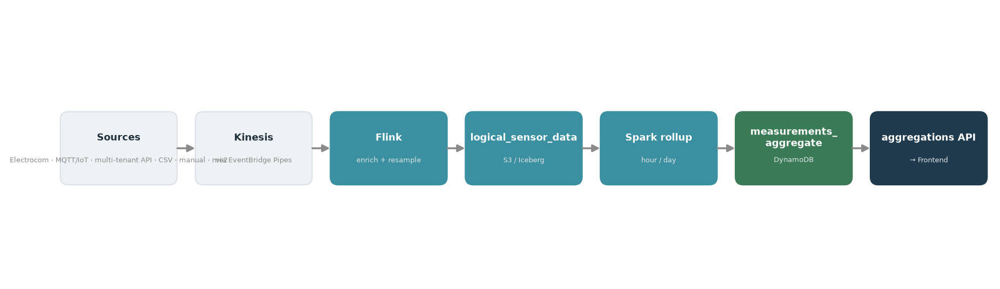 Sources
Electrocom · MQTT/IoT · multi-tenant API · CSV · manual ·
Kinesis
EventBridge Pipes
Flink
enrich + resample
logical_sensor_data
S3 / Iceberg
Spark rollup
hour / day
measurements_
aggregate
DynamoDB
aggregations API
→ Frontend